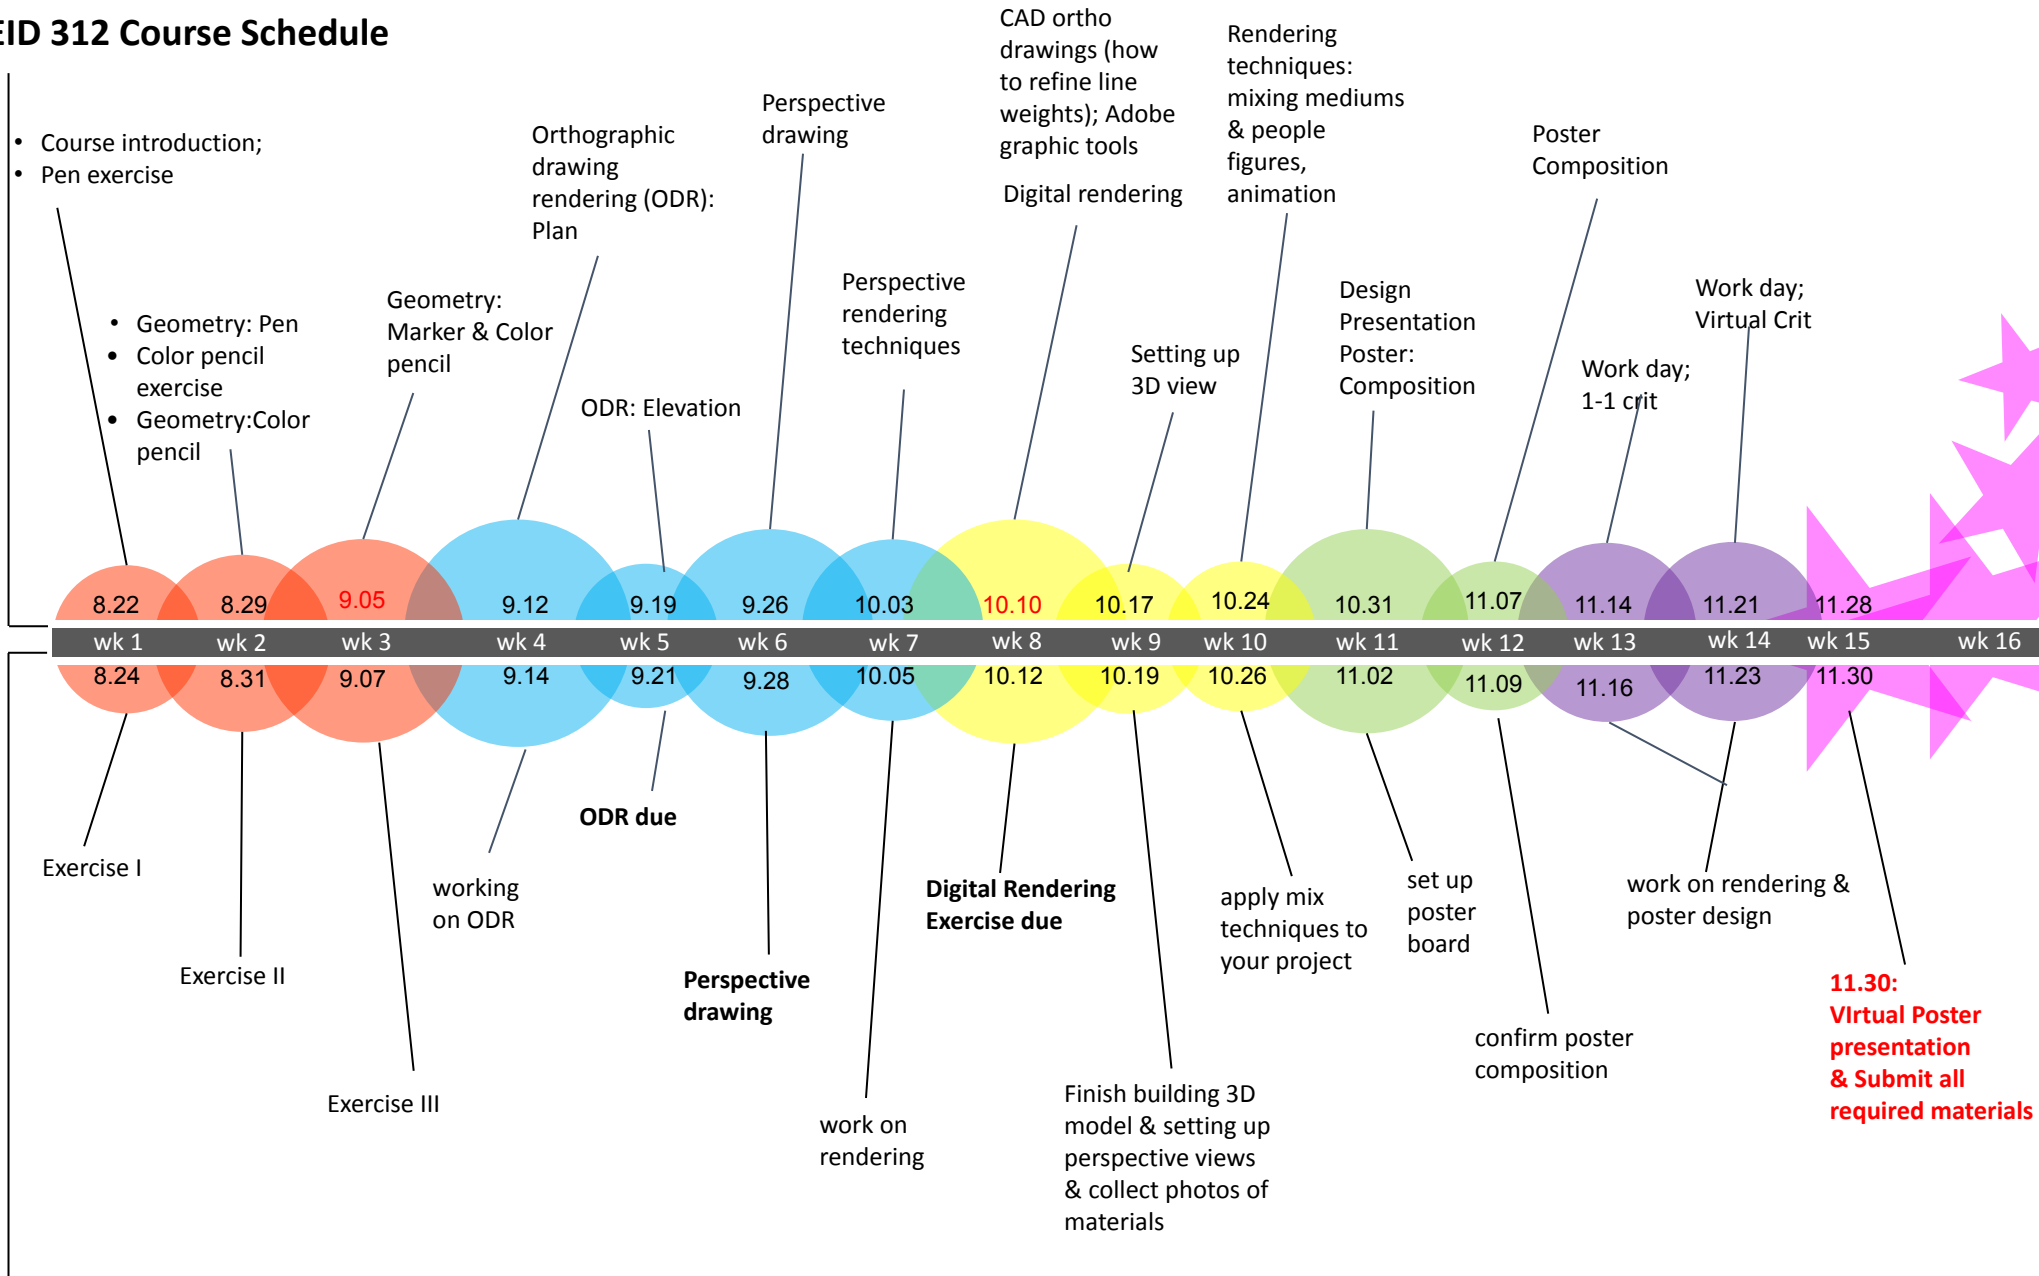 EID 312 Course Schedule
• Course introduction;
• Pen exercise
• Geometry: Pen
• Color pencil
exercise
• Geometry:Color
pencil
Geometry:
Marker & Color
pencil
Orthographic
drawing
rendering (ODR):
Plan
ODR: Elevation
Perspective
drawing
Perspective
rendering
techniques
CAD ortho
drawings (how
to refine line
weights); Adobe
graphic tools
Digital rendering
Setting up
3D view
Rendering
techniques:
mixing mediums
& people
figures,
animation
Design
Presentation
Poster:
Composition
Poster
Composition
Work day;
1-1 crit
Work day;
Virtual Crit
8.22 8.29 9.05 9.12 9.19 9.26 10.03 10.10 10.17 10.24 10.31 11.07 11.14 11.21 11.28
wk 1 wk 2 wk 3 wk 4 wk 5 wk 6 wk 7 wk 8 wk 9 wk 10 wk 11 wk 12 wk 13 wk 14 wk 15 wk 16
8.24 8.31 9.07 9.14 9.21 9.28 10.05 10.12 10.19 10.26 11.02 11.09 11.16 11.23 11.30
Exercise I
Exercise II
Exercise III
working
on ODR
ODR due
Perspective
drawing
work on
rendering
Digital Rendering
Exercise due
Finish building 3D
model & setting up
perspective views
& collect photos of
materials
apply mix
techniques to
your project
set up
poster
board
confirm poster
composition
work on rendering &
poster design
11.30:
VIrtual Poster
presentation
& Submit all
required materials